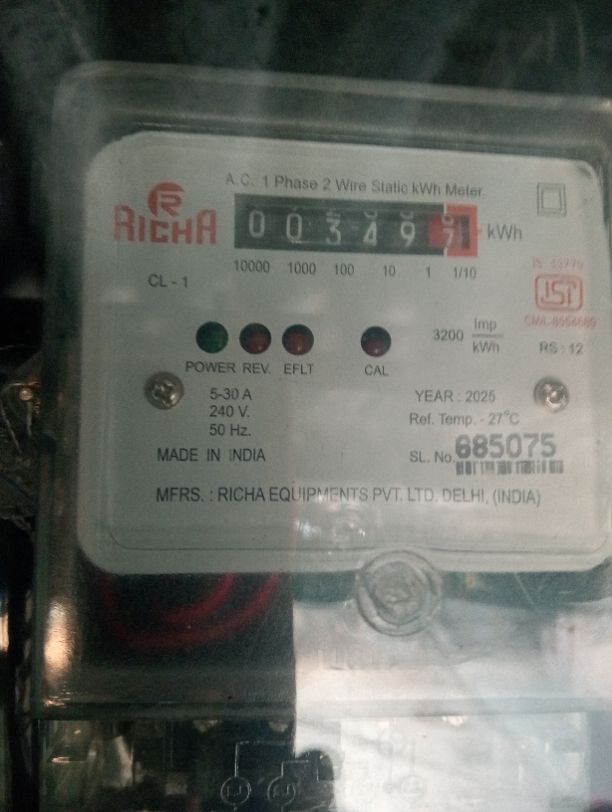 A.C. 1 Phase 2 Wire Static kWh Meter.
RICHA
0 0 3 4 9 7 kWh
10000 1000 100 10 1 1/10
CL - 1
ISI
3200 Imp/kWh
RS : 12
POWER REV. EFLT CAL
5-30 A
240 V.
50 Hz.
YEAR : 2025
Ref. Temp. - 27°C
MADE IN INDIA
SL. No. 685075
MFRS. : RICHA EQUIPMENTS PVT. LTD. DELHI, (INDIA)